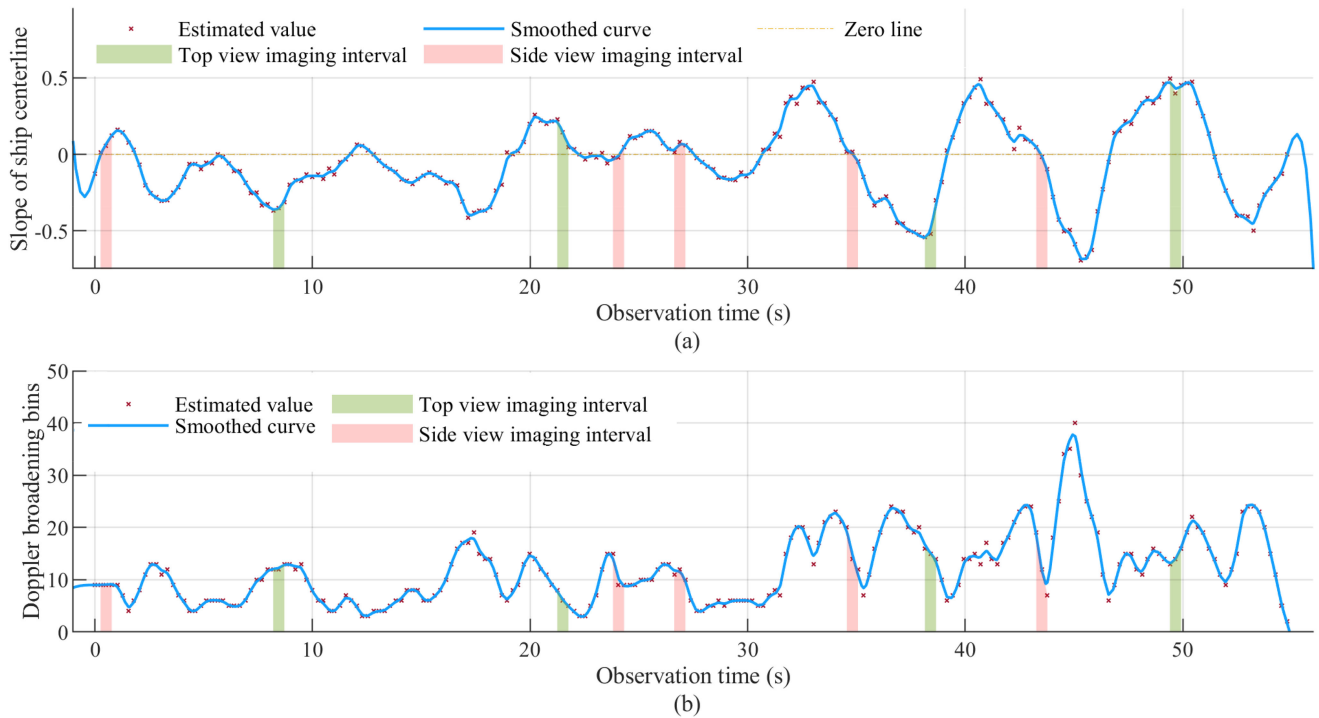 Estimated value Smoothed curve Zero line
Top view imaging interval Side view imaging interval
Slope of ship centerline
0.5
0
-0.5
0 10 20 30 40 50
Observation time (s)
(a)
Doppler broadening bins
50
40
30
20
10
0
Estimated value Top view imaging interval
Smoothed curve Side view imaging interval
0 10 20 30 40 50
Observation time (s)
(b)